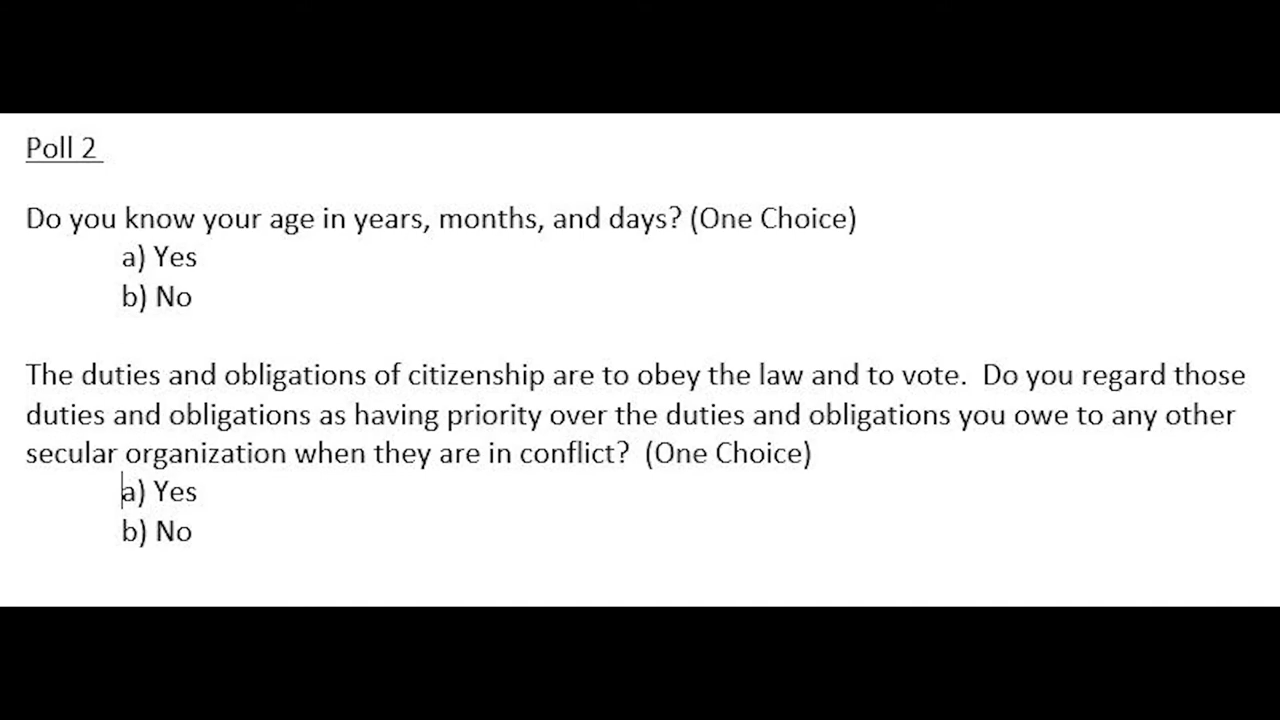 Poll 2
Do you know your age in years, months, and days? (One Choice)
a) Yes
b) No
The duties and obligations of citizenship are to obey the law and to vote.  Do you regard those
duties and obligations as having priority over the duties and obligations you owe to any other
secular organization when they are in conflict?  (One Choice)
a) Yes
b) No